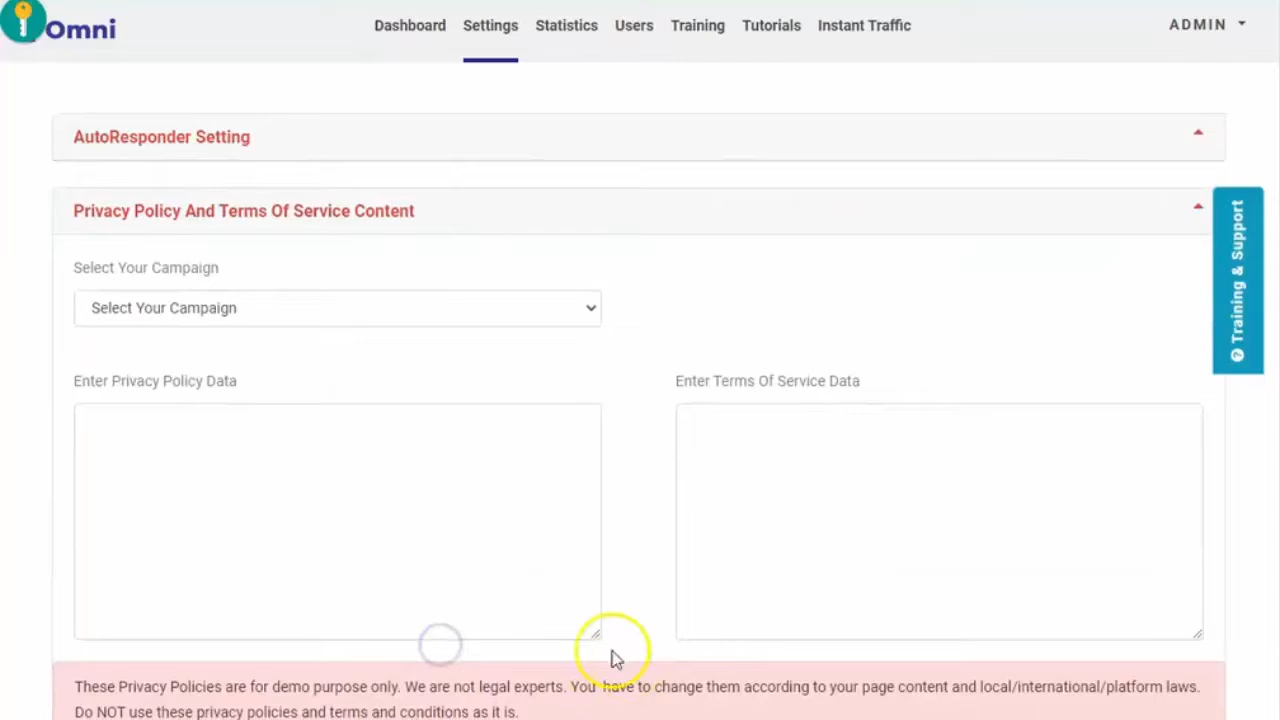 Omni
Dashboard Settings Statistics Users Training Tutorials Instant Traffic
ADMIN
AutoResponder Setting
Privacy Policy And Terms Of Service Content
Training & Support
Select Your Campaign
Select Your Campaign
Enter Privacy Policy Data
Enter Terms Of Service Data
These Privacy Policies are for demo purpose only. We are not legal experts. You have to change them according to your page content and local/international/platform laws.
Do NOT use these privacy policies and terms and conditions as it is.